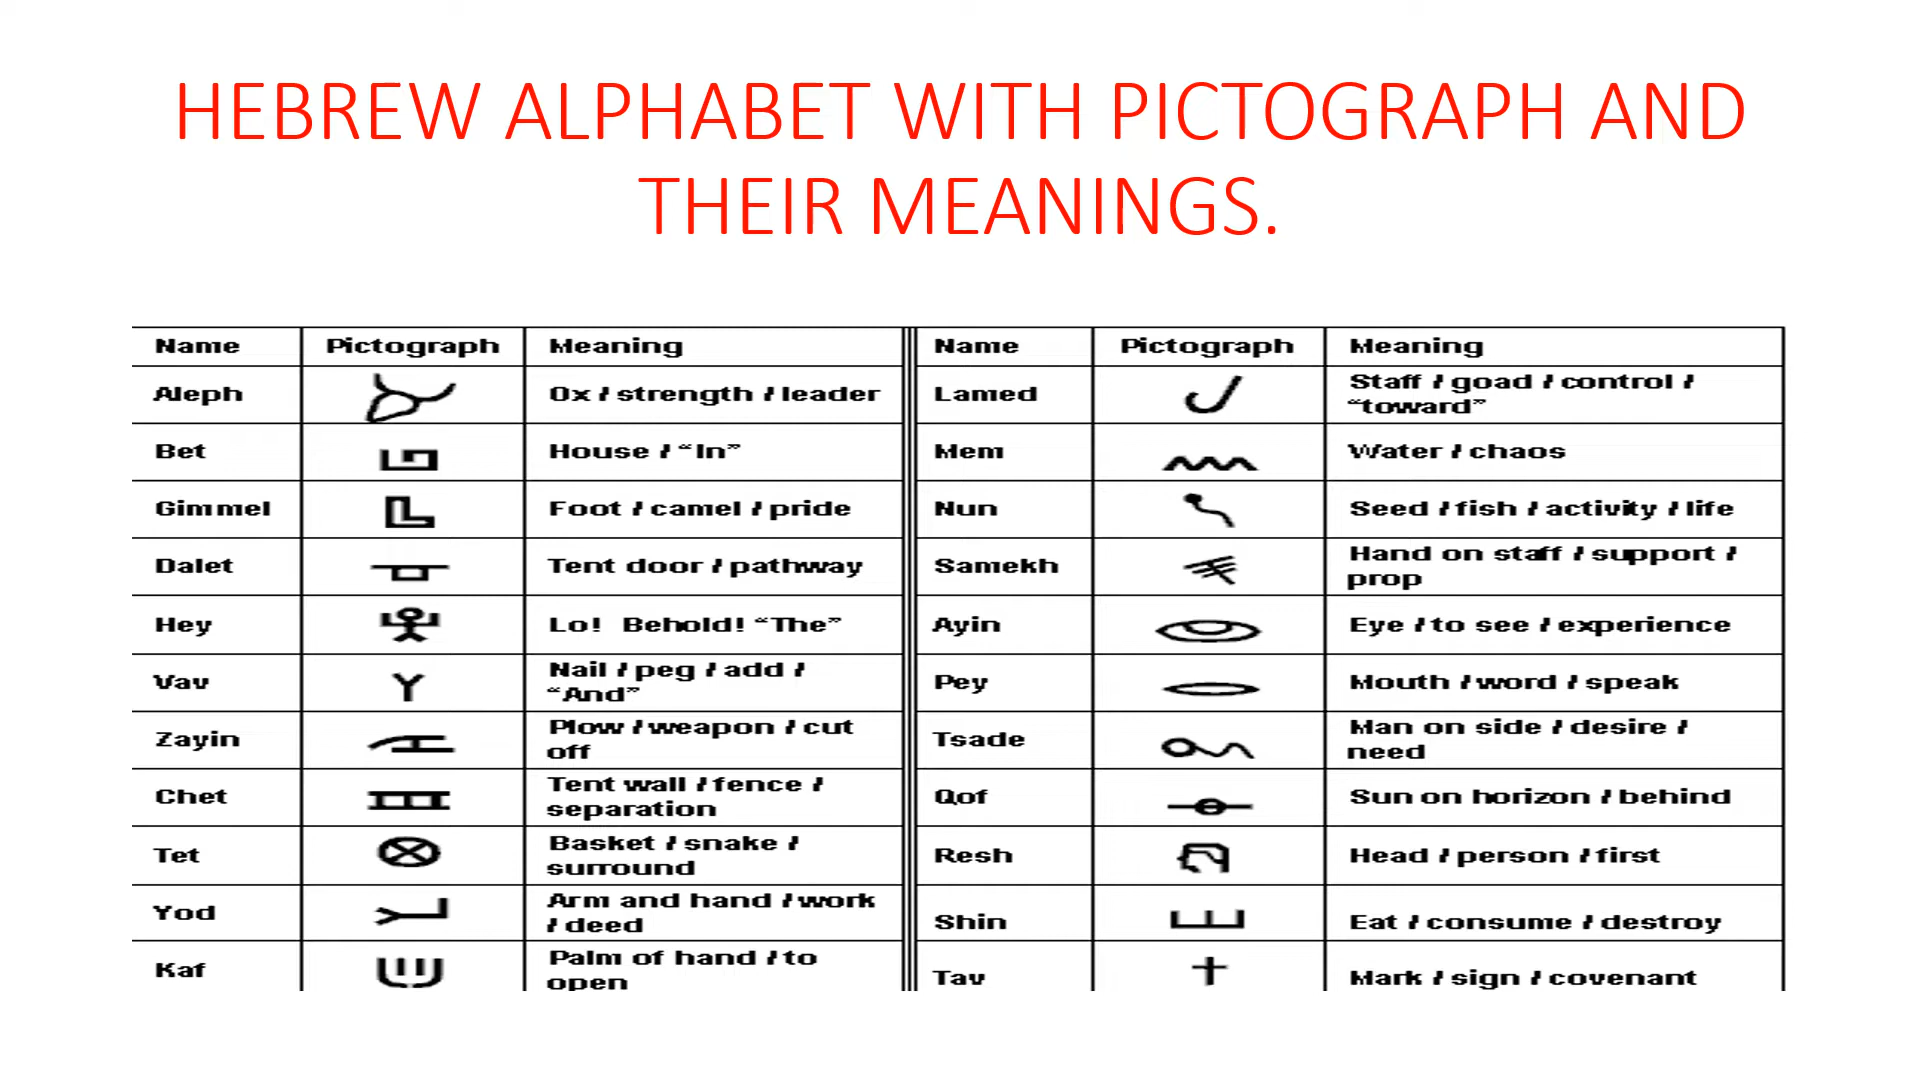 HEBREW ALPHABET WITH PICTOGRAPH AND
THEIR MEANINGS.
Name Pictograph Meaning
Aleph Ox / strength / leader
Bet House / “In”
Gimmel Foot / camel / pride
Dalet Tent door / pathway
Hey Lo! Behold! “The”
Vav Nail / peg / add /
“And”
Zayin Plow / weapon / cut
off
Chet Tent wall / fence /
separation
Tet Basket / snake /
surround
Yod Arm and hand / work
/ deed
Kaf Palm of hand / to
open
Name Pictograph Meaning
Lamed Staff / goad / control /
“toward”
Mem Water / chaos
Nun Seed / fish / activity / life
Samekh Hand on staff / support /
prop
Ayin Eye / to see / experience
Pey Mouth / word / speak
Tsade Man on side / desire /
need
Qof Sun on horizon / behind
Resh Head / person / first
Shin Eat / consume / destroy
Tav Mark / sign / covenant